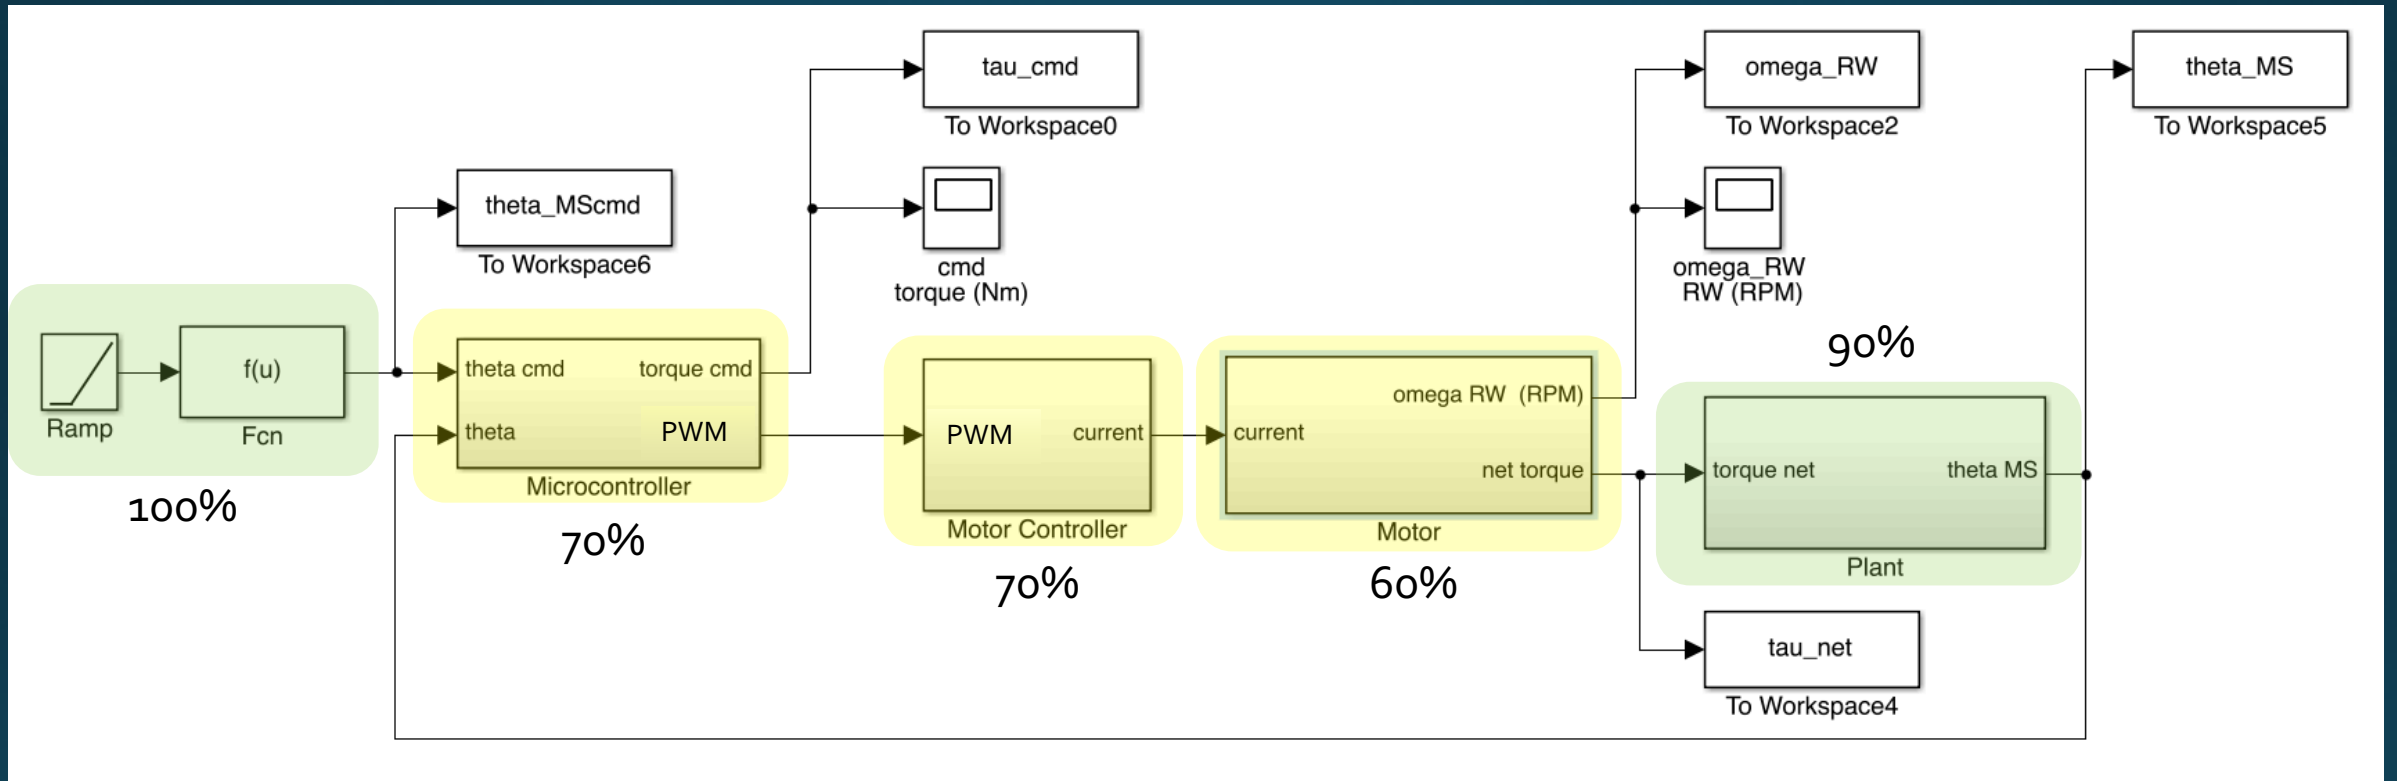 tau_cmd
To Workspace0
omega_RW
To Workspace2
theta_MS
To Workspace5
theta_MScmd
To Workspace6
cmd
torque (Nm)
omega_RW
RW (RPM)
Ramp
f(u)
Fcn
100%
theta cmd
torque cmd
theta
PWM
Microcontroller
70%
PWM
current
Motor Controller
70%
omega RW (RPM)
current
net torque
Motor
60%
90%
torque net
theta MS
Plant
tau_net
To Workspace4